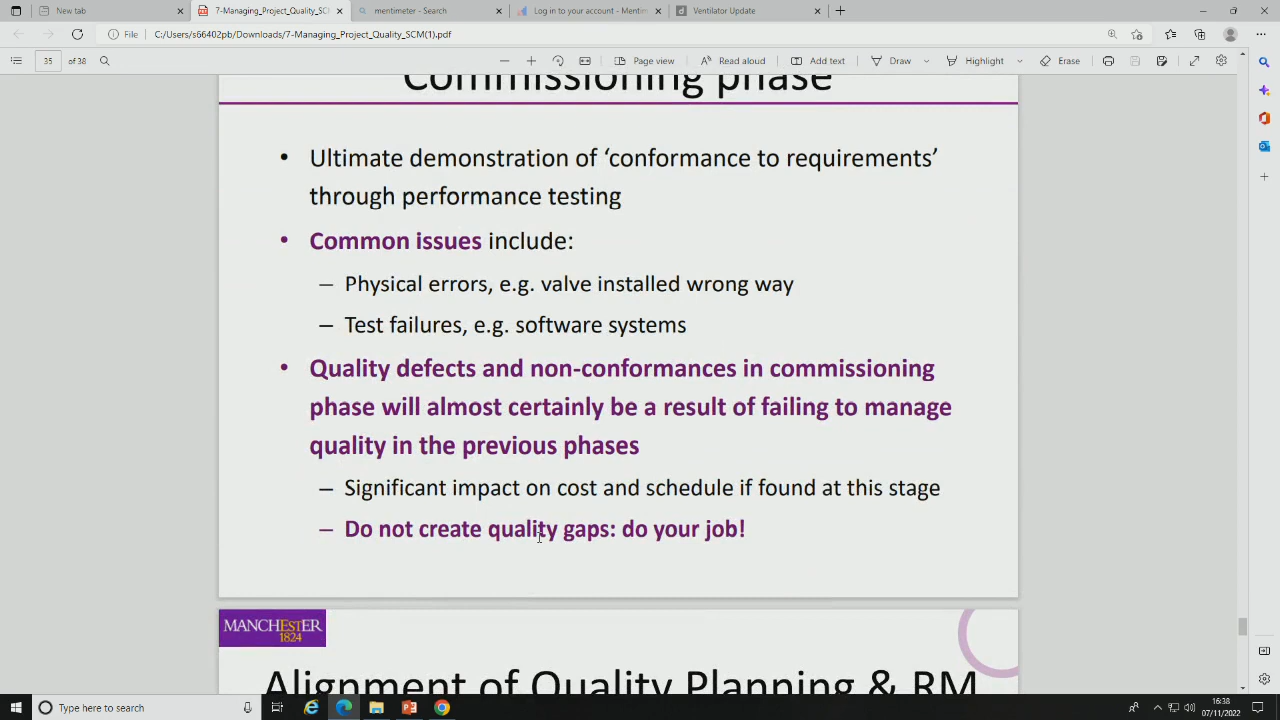 New tab
7-Managing_Project_Quality_SC
mentimeter - Search
Log in to your account - Mentim
Ventilator Update
File
C:/Users/s66402pb/Downloads/7-Managing_Project_Quality_SCM(1).pdf
35 of 38
Page view
Read aloud
Add text
Draw
Highlight
Erase
Commissioning phase
• Ultimate demonstration of ‘conformance to requirements’
through performance testing
• Common issues include:
– Physical errors, e.g. valve installed wrong way
– Test failures, e.g. software systems
• Quality defects and non-conformances in commissioning
phase will almost certainly be a result of failing to manage
quality in the previous phases
– Significant impact on cost and schedule if found at this stage
– Do not create quality gaps: do your job!
MANCHESTER
1824
Alignment of Quality Planning & RM
Type here to search
16:38
07/11/2022